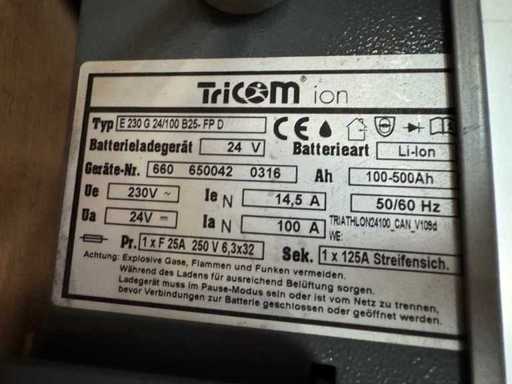 TRICOM® ion
Typ E 230 G 24/100 B25- FP D CE
Batterieladegerät 24 V Batterieart Li-Ion
Geräte-Nr. 660 650042 0316 Ah 100-500Ah
Ue 230V ~ Ie N 14,5 A 50/60 Hz
Ua 24V Ia N 100 A TRIATHLON24100_CAN_V109d
WE:
Pr. 1 x F 25A 250 V 6,3x32 Sek. 1 x 125A Streifensich.
Achtung: Explosive Gase, Flammen und Funken vermeiden.
Während des Ladens für ausreichend Belüftung sorgen.
Ladegerät muss im Pause-Modus sein oder ist vom Netz zu trennen,
bevor Verbindungen zur Batterie geschlossen oder geöffnet werden.